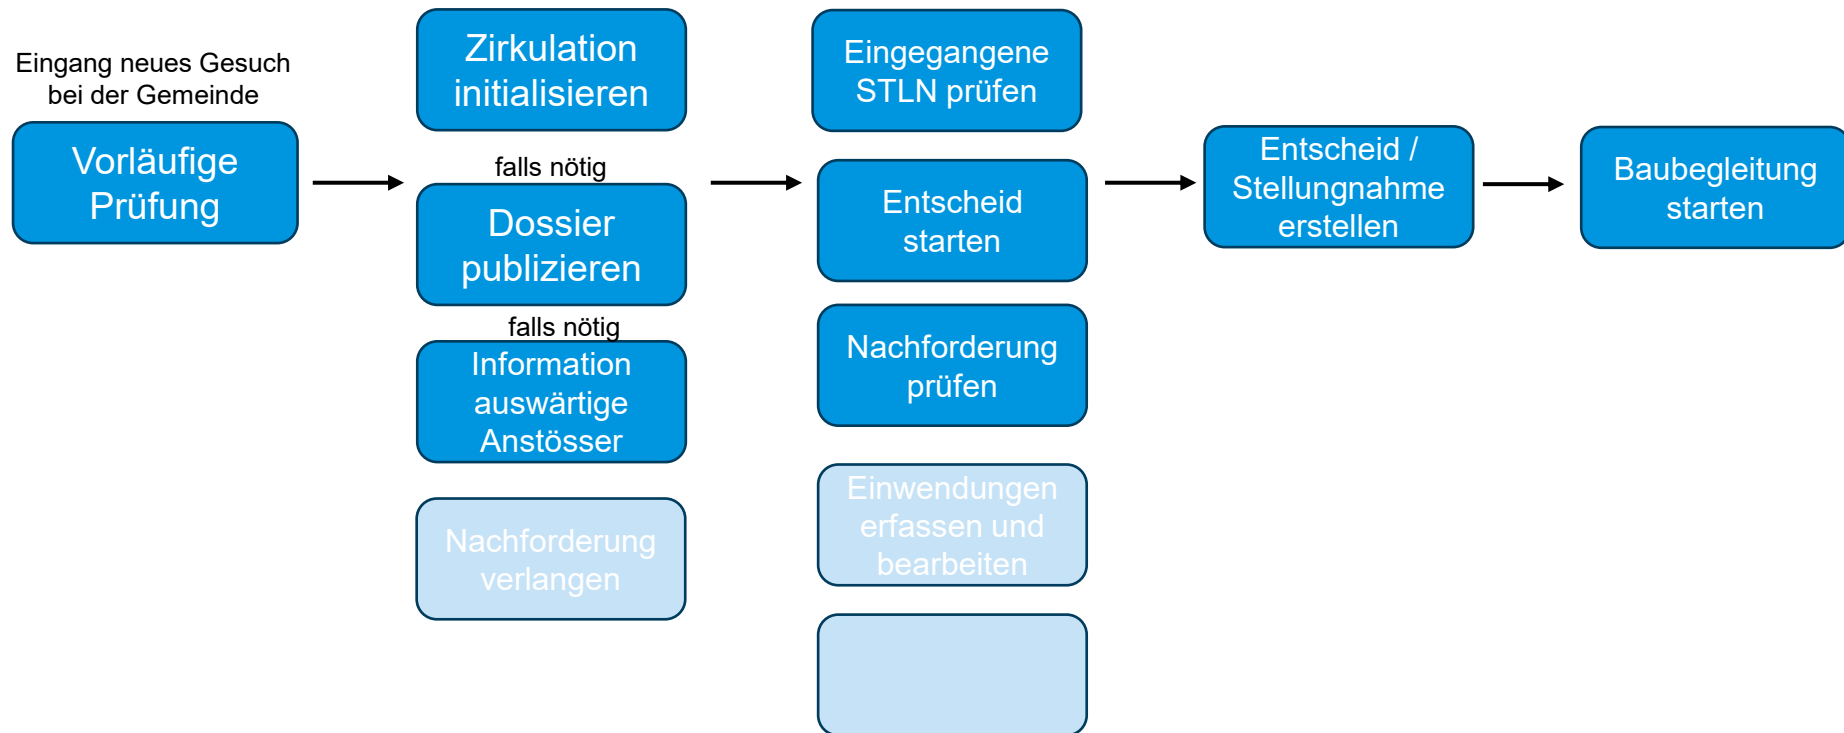 Eingang neues Gesuch
bei der Gemeinde
Vorläufige
Prüfung
Zirkulation
initialisieren
falls nötig
Dossier
publizieren
falls nötig
Information
auswärtige
Anstösser
Nachforderung
verlangen
Eingegangene
STLN prüfen
Entscheid
starten
Nachforderung
prüfen
Einwendungen
erfassen und
bearbeiten
Entscheid /
Stellungnahme
erstellen
Baubegleitung
starten